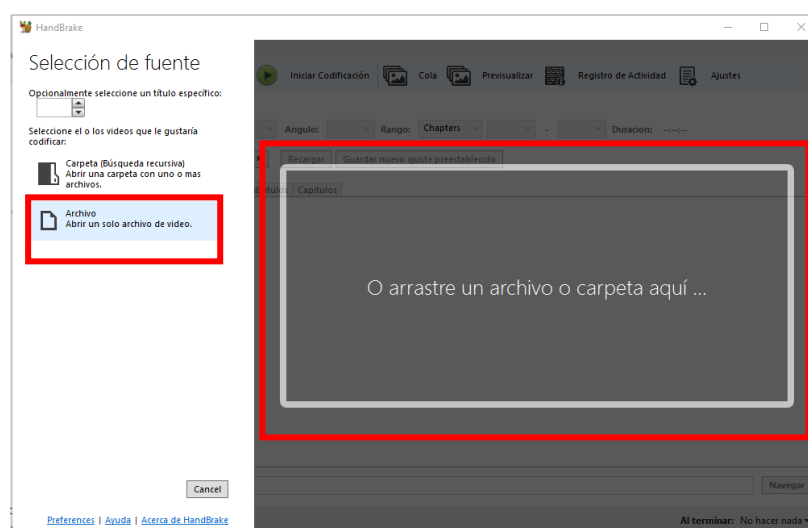 HandBrake
Selección de fuente
Opcionalmente seleccione un título específico:
Seleccione el o los videos que le gustaría
codificar:
Carpeta (Búsqueda recursiva)
Abrir una carpeta con uno o mas
archivos.
Archivo
Abrir un solo archivo de video.
Cancel
Preferences | Ayuda | Acerca de HandBrake
Iniciar Codificación Cola Previsualizar Registro de Actividad Ajustes
Angulo: Rango: Chapters - Duracion: --:--:--
Recargar Guardar nuevo ajuste preestablecido
Capítulos
O arrastre un archivo o carpeta aquí ...
Navegar
Al terminar: No hacer nada